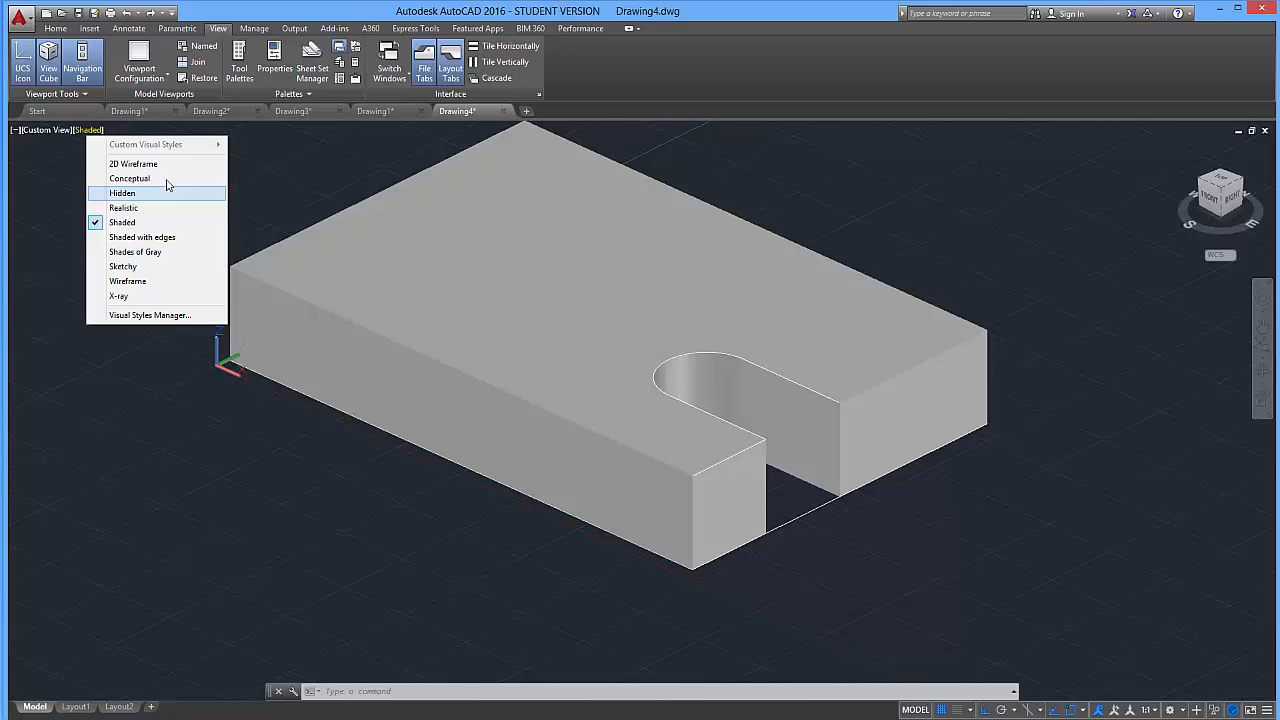 Autodesk AutoCAD 2016 - STUDENT VERSION Drawing4.dwg
Type a keyword or phrase
Sign In
Home Insert Annotate Parametric View Manage Output Add-ins A360 Express Tools Featured Apps BIM 360 Performance
UCS Icon
View Cube
Navigation Bar
Viewport Configuration
Named
Join
Restore
Tool Palettes
Properties
Sheet Set Manager
Switch Windows
File Tabs
Layout Tabs
Tile Horizontally
Tile Vertically
Cascade
Viewport Tools
Model Viewports
Palettes
Interface
Start Drawing1* Drawing2* Drawing3* Drawing1* Drawing4*
[−][Custom View][Shaded]
Custom Visual Styles
2D Wireframe
Conceptual
Hidden
Realistic
Shaded
Shaded with edges
Shades of Gray
Sketchy
Wireframe
X-ray
Visual Styles Manager...
TOP
FRONT
RIGHT
S
E
WCS
Z
Type a command
Model Layout1 Layout2
MODEL
1:1